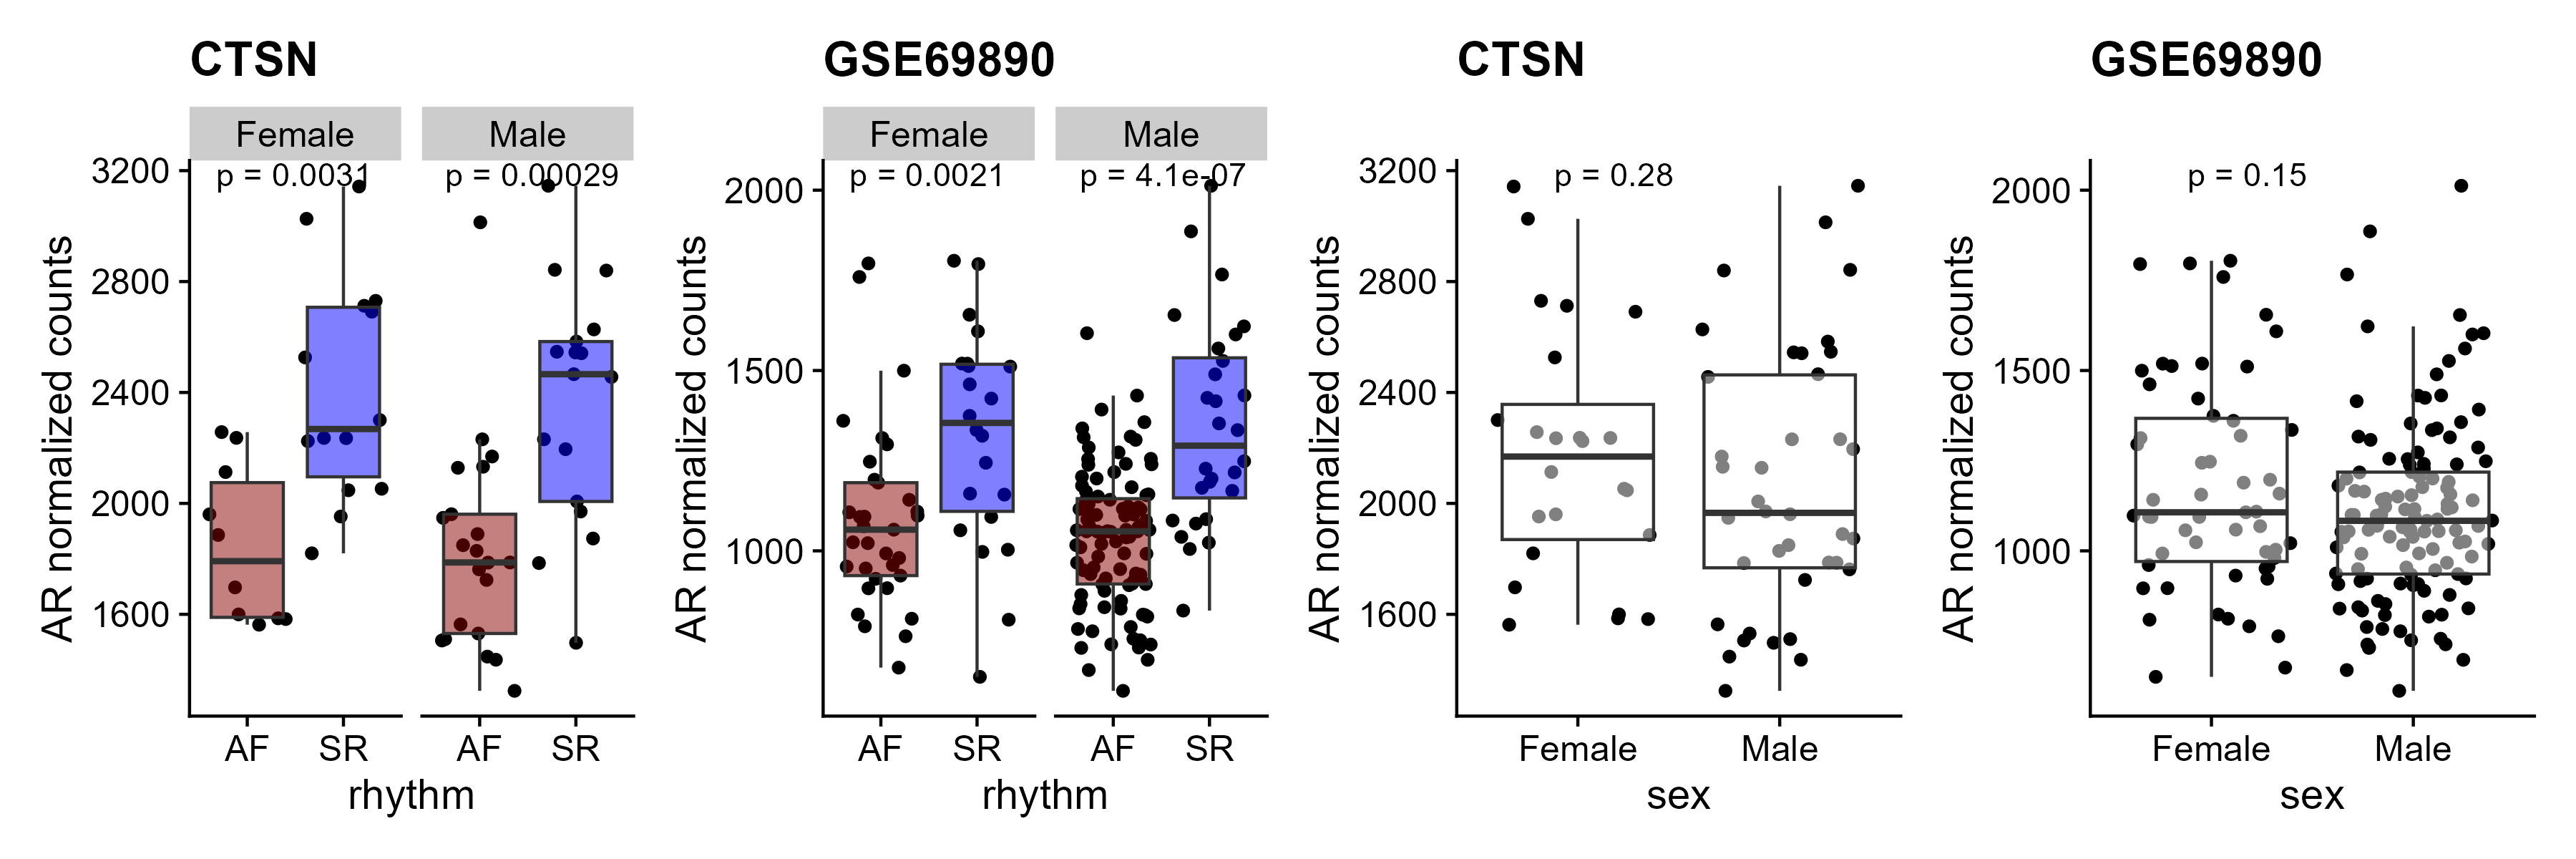 CTSN
Female
Male
p = 0.0031
p = 0.00029
3200
2800
2400
2000
1600
AR normalized counts
AF
SR
AF
SR
rhythm
GSE69890
Female
Male
p = 0.0021
p = 4.1e-07
2000
1500
1000
AR normalized counts
AF
SR
AF
SR
rhythm
CTSN
p = 0.28
3200
2800
2400
2000
1600
AR normalized counts
Female
Male
sex
GSE69890
p = 0.15
2000
1500
1000
AR normalized counts
Female
Male
sex